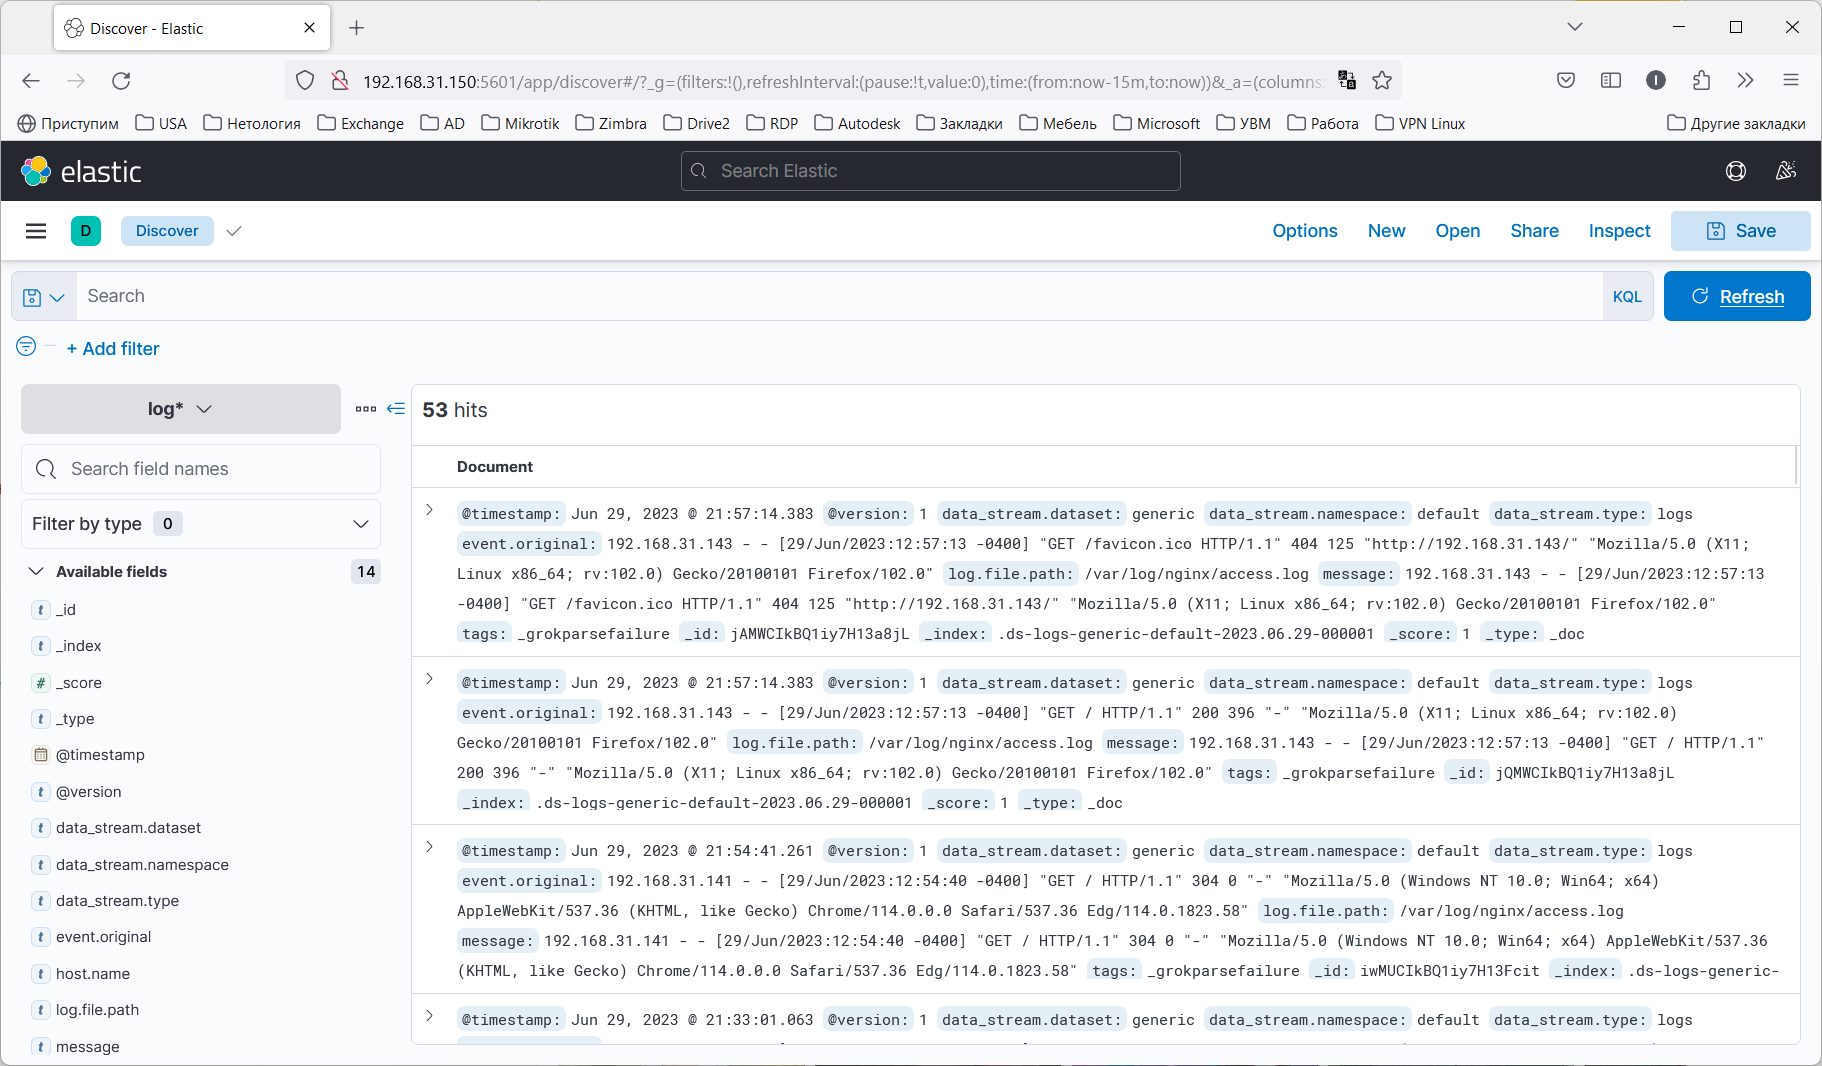 Discover - Elastic
192.168.31.150:5601/app/discover#/?_g=(filters:!(),refreshInterval:(pause:!t,value:0),time:(from:now-15m,to:now))&_a=(columns:
Приступим USA Нетология Exchange AD Mikrotik Zimbra Drive2 RDP Autodesk Закладки Мебель Microsoft УВМ Работа VPN Linux Другие закладки
elastic Search Elastic
D Discover Options New Open Share Inspect Save
Search KQL Refresh
+ Add filter
log*
Search field names
Filter by type 0
Available fields 14
_id
_index
_score
_type
@timestamp
@version
data_stream.dataset
data_stream.namespace
data_stream.type
event.original
host.name
log.file.path
message
53 hits
Document
@timestamp: Jun 29, 2023 @ 21:57:14.383 @version: 1 data_stream.dataset: generic data_stream.namespace: default data_stream.type: logs
event.original: 192.168.31.143 - - [29/Jun/2023:12:57:13 -0400] "GET /favicon.ico HTTP/1.1" 404 125 "http://192.168.31.143/" "Mozilla/5.0 (X11;
Linux x86_64; rv:102.0) Gecko/20100101 Firefox/102.0" log.file.path: /var/log/nginx/access.log message: 192.168.31.143 - - [29/Jun/2023:12:57:13
-0400] "GET /favicon.ico HTTP/1.1" 404 125 "http://192.168.31.143/" "Mozilla/5.0 (X11; Linux x86_64; rv:102.0) Gecko/20100101 Firefox/102.0"
tags: _grokparsefailure _id: jAMWCIkBQ1iy7H13a8jL _index: .ds-logs-generic-default-2023.06.29-000001 _score: 1 _type: _doc
@timestamp: Jun 29, 2023 @ 21:57:14.383 @version: 1 data_stream.dataset: generic data_stream.namespace: default data_stream.type: logs
event.original: 192.168.31.143 - - [29/Jun/2023:12:57:13 -0400] "GET / HTTP/1.1" 200 396 "-" "Mozilla/5.0 (X11; Linux x86_64; rv:102.0)
Gecko/20100101 Firefox/102.0" log.file.path: /var/log/nginx/access.log message: 192.168.31.143 - - [29/Jun/2023:12:57:13 -0400] "GET / HTTP/1.1"
200 396 "-" "Mozilla/5.0 (X11; Linux x86_64; rv:102.0) Gecko/20100101 Firefox/102.0" tags: _grokparsefailure _id: jQMWCIkBQ1iy7H13a8jL
_index: .ds-logs-generic-default-2023.06.29-000001 _score: 1 _type: _doc
@timestamp: Jun 29, 2023 @ 21:54:41.261 @version: 1 data_stream.dataset: generic data_stream.namespace: default data_stream.type: logs
event.original: 192.168.31.141 - - [29/Jun/2023:12:54:40 -0400] "GET / HTTP/1.1" 304 0 "-" "Mozilla/5.0 (Windows NT 10.0; Win64; x64)
AppleWebKit/537.36 (KHTML, like Gecko) Chrome/114.0.0.0 Safari/537.36 Edg/114.0.1823.58" log.file.path: /var/log/nginx/access.log
message: 192.168.31.141 - - [29/Jun/2023:12:54:40 -0400] "GET / HTTP/1.1" 304 0 "-" "Mozilla/5.0 (Windows NT 10.0; Win64; x64) AppleWebKit/537.36
(KHTML, like Gecko) Chrome/114.0.0.0 Safari/537.36 Edg/114.0.1823.58" tags: _grokparsefailure _id: iwMUCIkBQ1iy7H13Fcit _index: .ds-logs-generic-
@timestamp: Jun 29, 2023 @ 21:33:01.063 @version: 1 data_stream.dataset: generic data_stream.namespace: default data_stream.type: logs